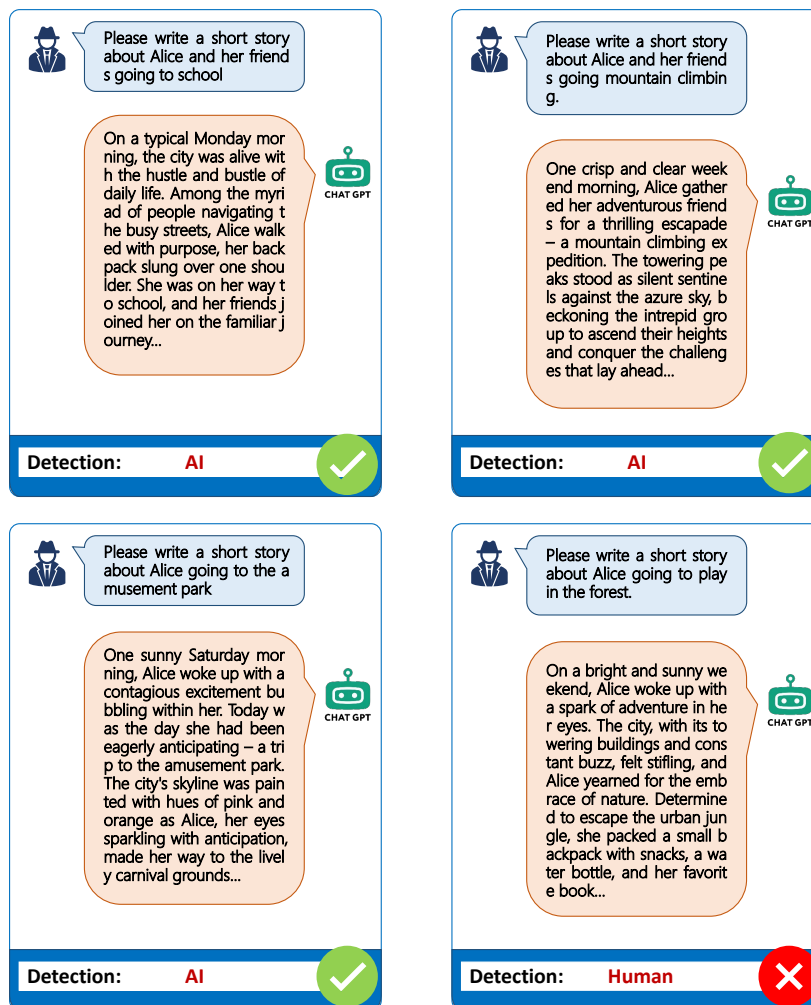 Please write a short story
about Alice and her friend
s going to school
On a typical Monday mor
ning, the city was alive wit
h the hustle and bustle of
daily life. Among the myri
ad of people navigating t
he busy streets, Alice walk
ed with purpose, her back
pack slung over one shou
lder. She was on her way t
o school, and her friends j
oined her on the familiar j
ourney...
CHAT GPT
Detection: AI
Please write a short story
about Alice and her friend
s going mountain climbin
g.
One crisp and clear week
end morning, Alice gather
ed her adventurous friend
s for a thrilling escapade
– a mountain climbing ex
pedition. The towering pe
aks stood as silent sentine
ls against the azure sky, b
eckoning the intrepid gro
up to ascend their heights
and conquer the challeng
es that lay ahead...
CHAT GPT
Detection: AI
Please write a short story
about Alice going to the a
musement park
One sunny Saturday mor
ning, Alice woke up with a
contagious excitement bu
bbling within her. Today w
as the day she had been
eagerly anticipating – a tri
p to the amusement park.
The city's skyline was pain
ted with hues of pink and
orange as Alice, her eyes
sparkling with anticipation,
made her way to the livel
y carnival grounds...
CHAT GPT
Detection: AI
Please write a short story
about Alice going to play
in the forest.
On a bright and sunny we
ekend, Alice woke up with
a spark of adventure in he
r eyes. The city, with its to
wering buildings and cons
tant buzz, felt stifling, and
Alice yearned for the emb
race of nature. Determine
d to escape the urban jun
gle, she packed a small b
ackpack with snacks, a wa
ter bottle, and her favorit
e book...
CHAT GPT
Detection: Human